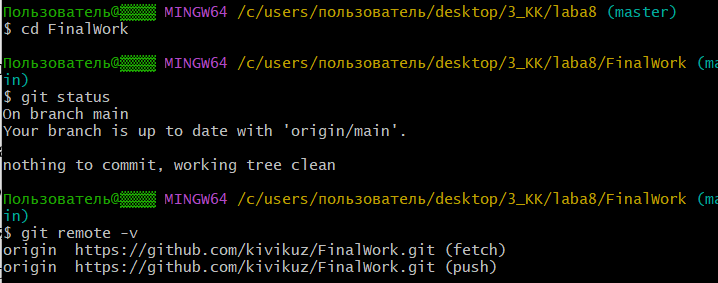 Пользователь@▒▒▒▒ MINGW64 /c/users/пользователь/desktop/3_KK/laba8 (master)
$ cd FinalWork
Пользователь@▒▒▒▒ MINGW64 /c/users/пользователь/desktop/3_KK/laba8/FinalWork (ma
in)
$ git status
On branch main
Your branch is up to date with 'origin/main'.
nothing to commit, working tree clean
Пользователь@▒▒▒▒ MINGW64 /c/users/пользователь/desktop/3_KK/laba8/FinalWork (ma
in)
$ git remote -v
origin  https://github.com/kivikuz/FinalWork.git (fetch)
origin  https://github.com/kivikuz/FinalWork.git (push)